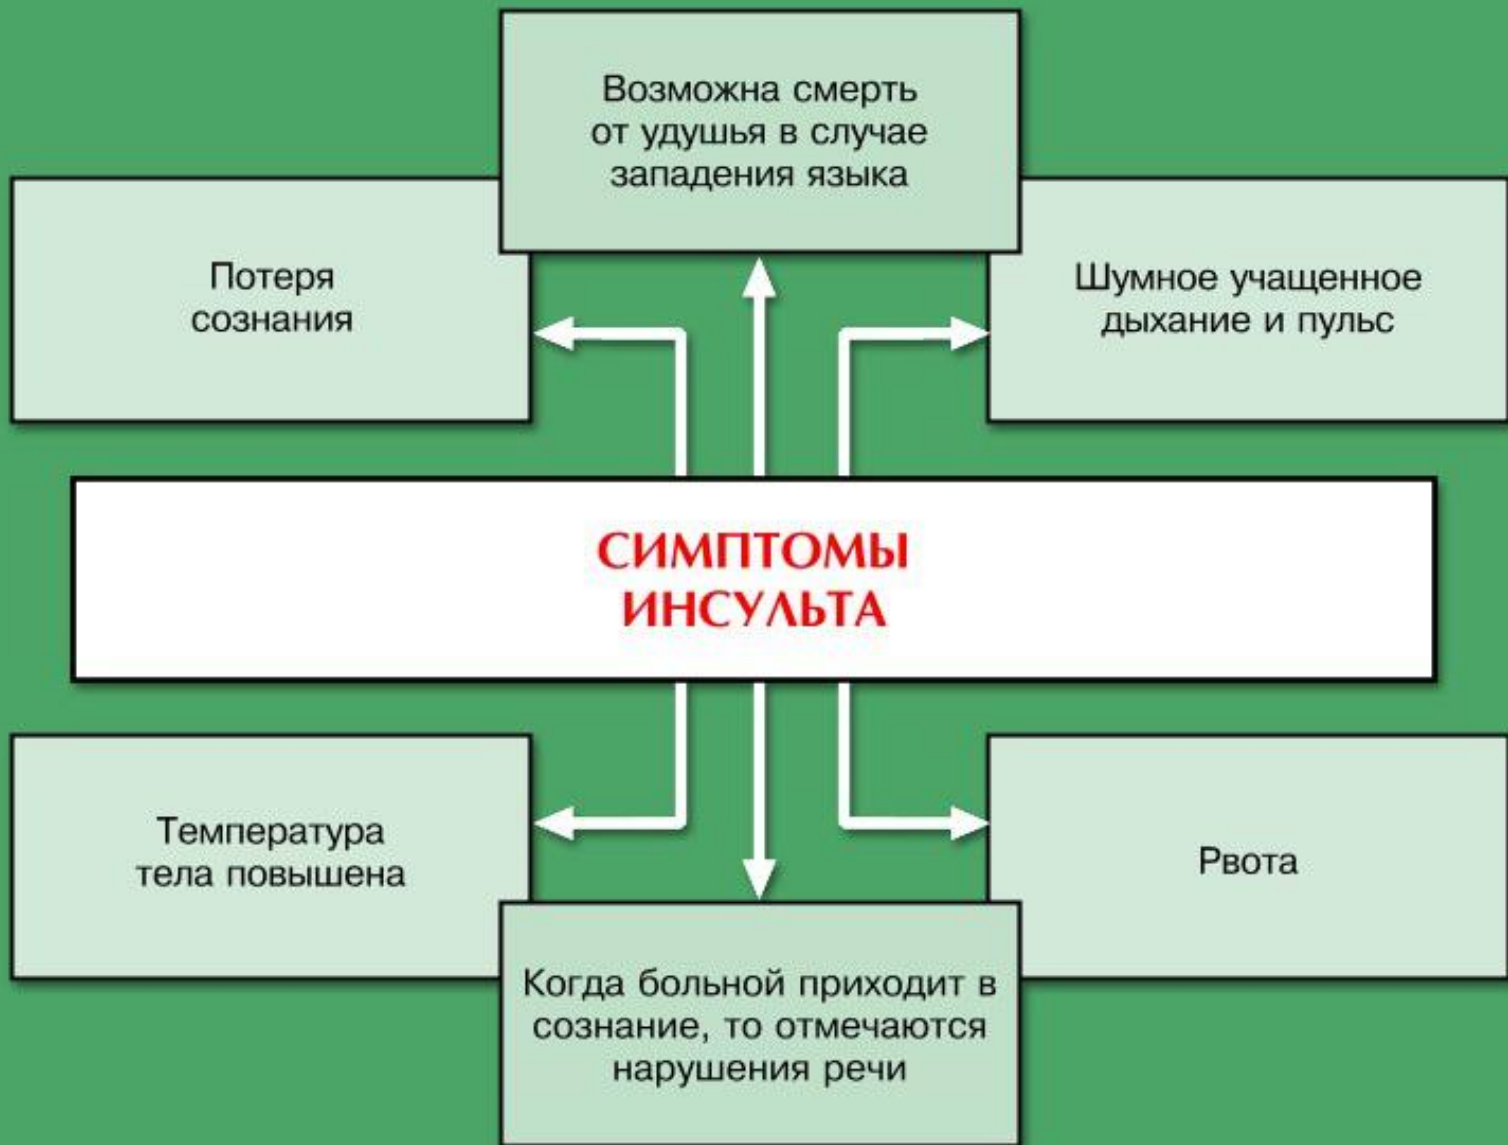 Возможна смерть
от удушья в случае
западения языка
Потеря
сознания
Шумное учащенное
дыхание и пульс
СИМПТОМЫ
ИНСУЛЬТА
Температура
тела повышена
Рвота
Когда больной приходит в
сознание, то отмечаются
нарушения речи